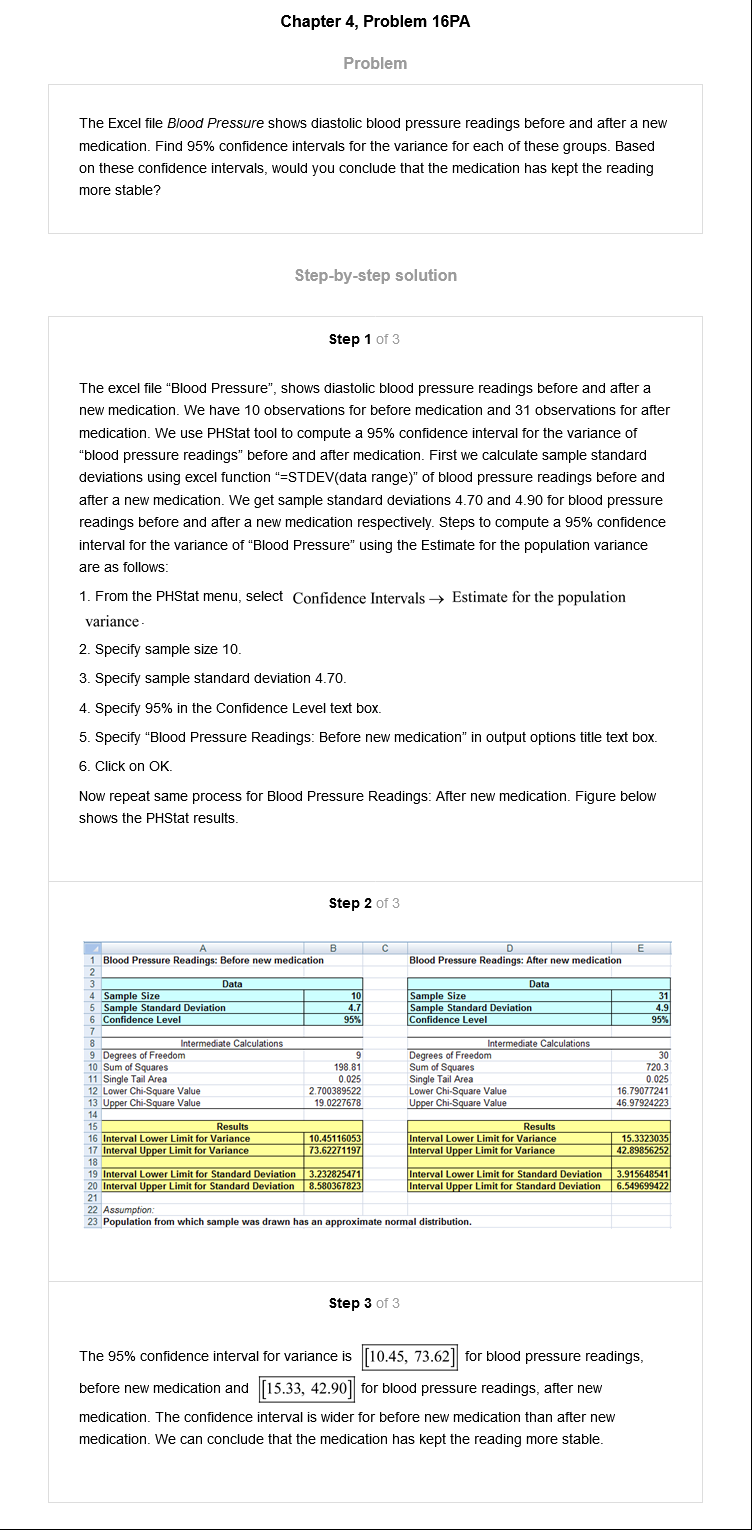 Chapter 4, Problem 16PA
Problem
The Excel file Blood Pressure shows diastolic blood pressure readings before and after a new
medication. Find 95% confidence intervals for the variance for each of these groups. Based
on these confidence intervals, would you conclude that the medication has kept the reading
more stable?
Step-by-step solution
Step 1 of 3
The excel file “Blood Pressure”, shows diastolic blood pressure readings before and after a
new medication. We have 10 observations for before medication and 31 observations for after
medication. We use PHStat tool to compute a 95% confidence interval for the variance of
“blood pressure readings” before and after medication. First we calculate sample standard
deviations using excel function “=STDEV(data range)” of blood pressure readings before and
after a new medication. We get sample standard deviations 4.70 and 4.90 for blood pressure
readings before and after a new medication respectively. Steps to compute a 95% confidence
interval for the variance of “Blood Pressure” using the Estimate for the population variance
are as follows:
1. From the PHStat menu, select Confidence Intervals → Estimate for the population
variance.
2. Specify sample size 10.
3. Specify sample standard deviation 4.70.
4. Specify 95% in the Confidence Level text box.
5. Specify “Blood Pressure Readings: Before new medication” in output options title text box.
6. Click on OK.
Now repeat same process for Blood Pressure Readings: After new medication. Figure below
shows the PHStat results.
Step 2 of 3
A B C D E
1 Blood Pressure Readings: Before new medication Blood Pressure Readings: After new medication
2
3 Data Data
4 Sample Size 10 Sample Size 31
5 Sample Standard Deviation 4.7 Sample Standard Deviation 4.9
6 Confidence Level 95% Confidence Level 95%
7
8 Intermediate Calculations Intermediate Calculations
9 Degrees of Freedom 9 Degrees of Freedom 30
10 Sum of Squares 198.81 Sum of Squares 720.3
11 Single Tail Area 0.025 Single Tail Area 0.025
12 Lower Chi-Square Value 2.700389522 Lower Chi-Square Value 16.79077241
13 Upper Chi-Square Value 19.0227678 Upper Chi-Square Value 46.97924223
14
15 Results Results
16 Interval Lower Limit for Variance 10.45116053 Interval Lower Limit for Variance 15.3323035
17 Interval Upper Limit for Variance 73.62271197 Interval Upper Limit for Variance 42.89856252
18
19 Interval Lower Limit for Standard Deviation 3.232825471 Interval Lower Limit for Standard Deviation 3.915648541
20 Interval Upper Limit for Standard Deviation 8.580367823 Interval Upper Limit for Standard Deviation 6.549699422
21
22 Assumption:
23 Population from which sample was drawn has an approximate normal distribution.
Step 3 of 3
The 95% confidence interval for variance is [10.45, 73.62] for blood pressure readings,
before new medication and [15.33, 42.90] for blood pressure readings, after new
medication. The confidence interval is wider for before new medication than after new
medication. We can conclude that the medication has kept the reading more stable.